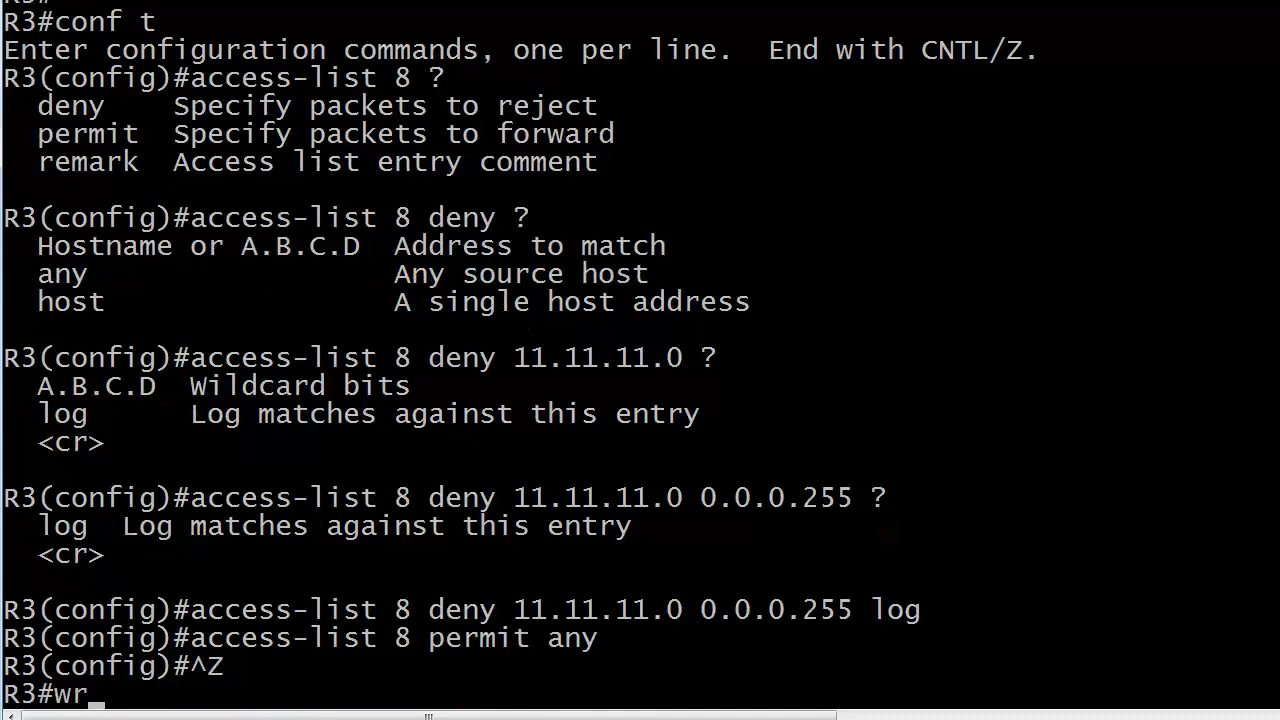 R3#
R3#conf t
Enter configuration commands, one per line.  End with CNTL/Z.
R3(config)#access-list 8 ?
  deny    Specify packets to reject
  permit  Specify packets to forward
  remark  Access list entry comment

R3(config)#access-list 8 deny ?
  Hostname or A.B.C.D  Address to match
  any                  Any source host
  host                 A single host address

R3(config)#access-list 8 deny 11.11.11.0 ?
  A.B.C.D  Wildcard bits
  log      Log matches against this entry
  <cr>

R3(config)#access-list 8 deny 11.11.11.0 0.0.0.255 ?
  log  Log matches against this entry
  <cr>

R3(config)#access-list 8 deny 11.11.11.0 0.0.0.255 log
R3(config)#access-list 8 permit any
R3(config)#^Z
R3#wr